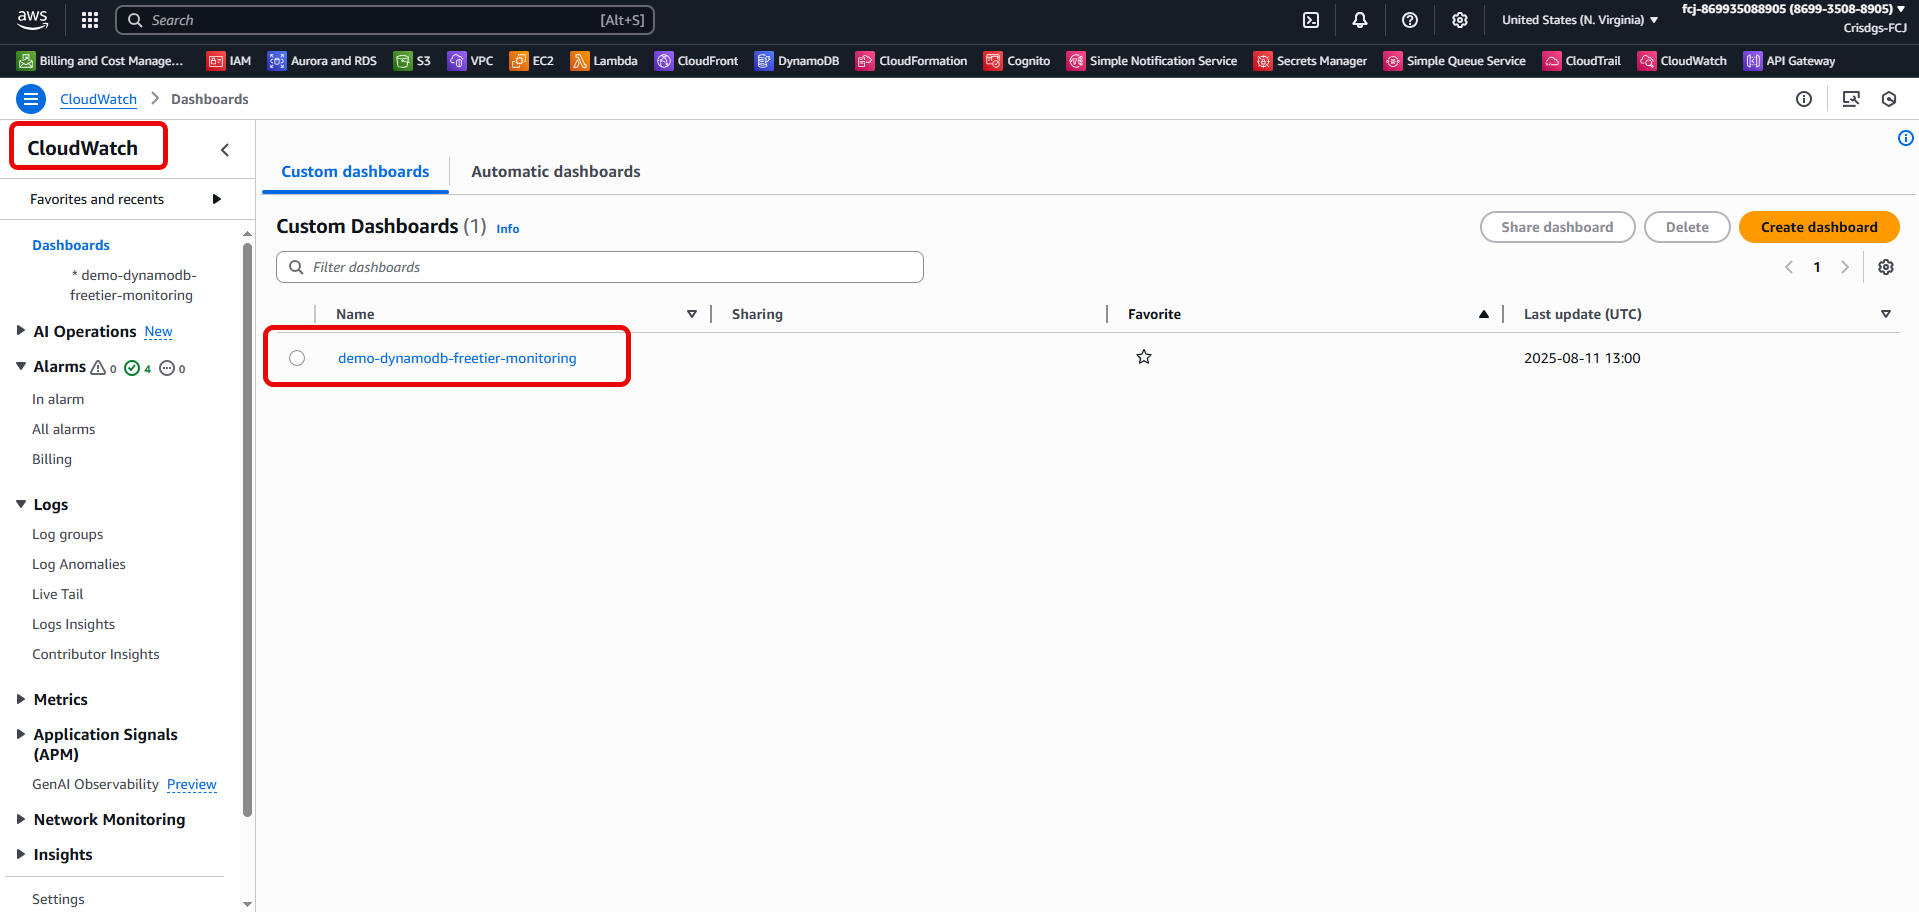 aws
Search [Alt+S]
United States (N. Virginia)
fcj-869935088905 (8699-3508-8905)
Crisdgs-FCJ
Billing and Cost Manage... IAM Aurora and RDS S3 VPC EC2 Lambda CloudFront DynamoDB CloudFormation Cognito Simple Notification Service Secrets Manager Simple Queue Service CloudTrail CloudWatch API Gateway
CloudWatch Dashboards
CloudWatch
Favorites and recents
Dashboards
* demo-dynamodb-
freetier-monitoring
AI Operations New
Alarms 0 4 0
In alarm
All alarms
Billing
Logs
Log groups
Log Anomalies
Live Tail
Logs Insights
Contributor Insights
Metrics
Application Signals
(APM)
GenAI Observability Preview
Network Monitoring
Insights
Settings
Custom dashboards Automatic dashboards
Custom Dashboards (1) Info
Share dashboard Delete Create dashboard
Filter dashboards
1
Name Sharing Favorite Last update (UTC)
demo-dynamodb-freetier-monitoring 2025-08-11 13:00